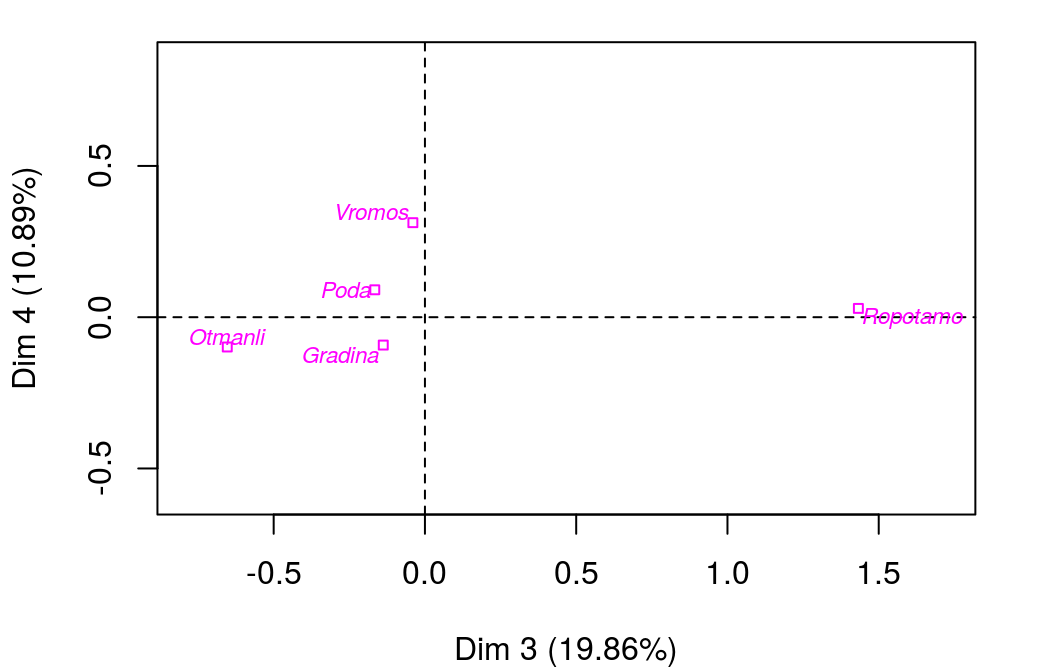 Dim 4 (10.89%)
0.5
0.0
-0.5
Vromos
Poda
Otmanli
Gradina
Ropotamo
-0.5 0.0 0.5 1.0 1.5
Dim 3 (19.86%)